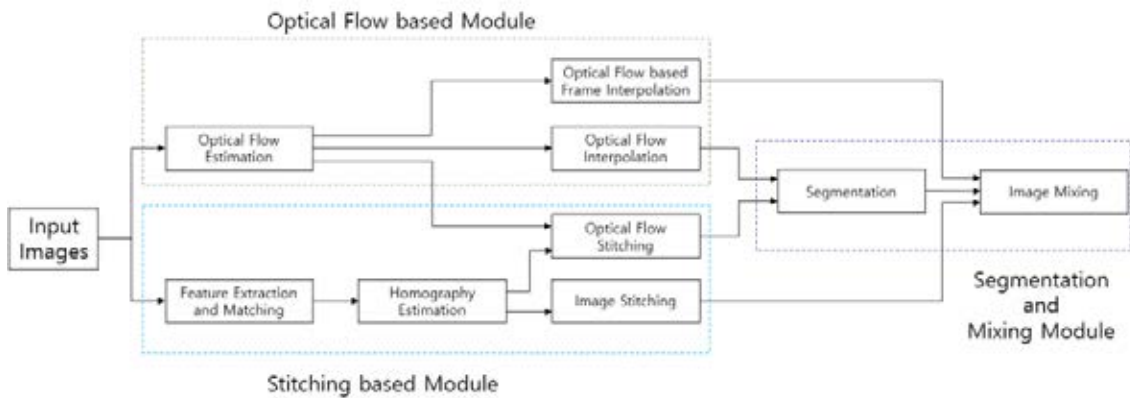 Optical Flow based Module
Optical Flow based
Frame Interpolation
Optical Flow
Estimation
Optical Flow
Interpolation
Segmentation
Image Mixing
Input
Images
Optical Flow
Stitching
Feature Extraction
and Matching
Homography
Estimation
Image Stitching
Segmentation
and
Mixing Module
Stitching based Module